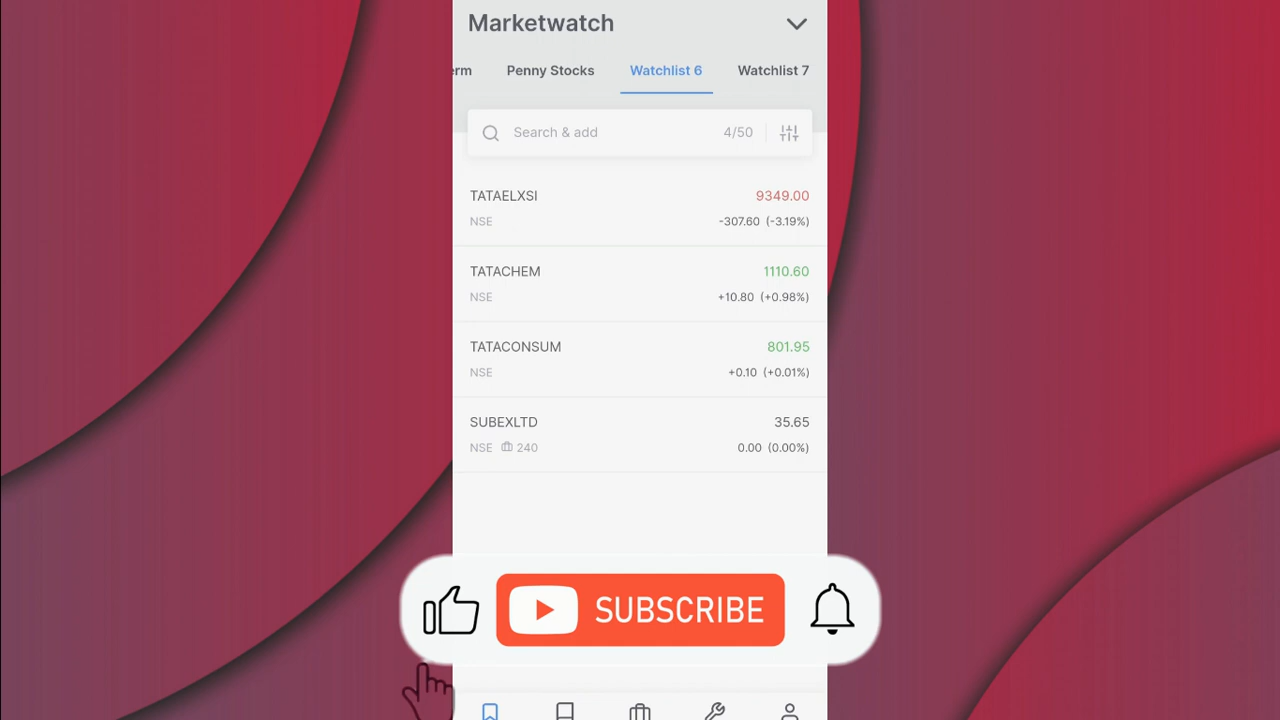 Marketwatch
erm Penny Stocks Watchlist 6 Watchlist 7
Search & add 4/50
TATAELXSI 9349.00
NSE -307.60 (-3.19%)
TATACHEM 1110.60
NSE +10.80 (+0.98%)
TATACONSUM 801.95
NSE +0.10 (+0.01%)
SUBEXLTD 35.65
NSE 240 0.00 (0.00%)
SUBSCRIBE